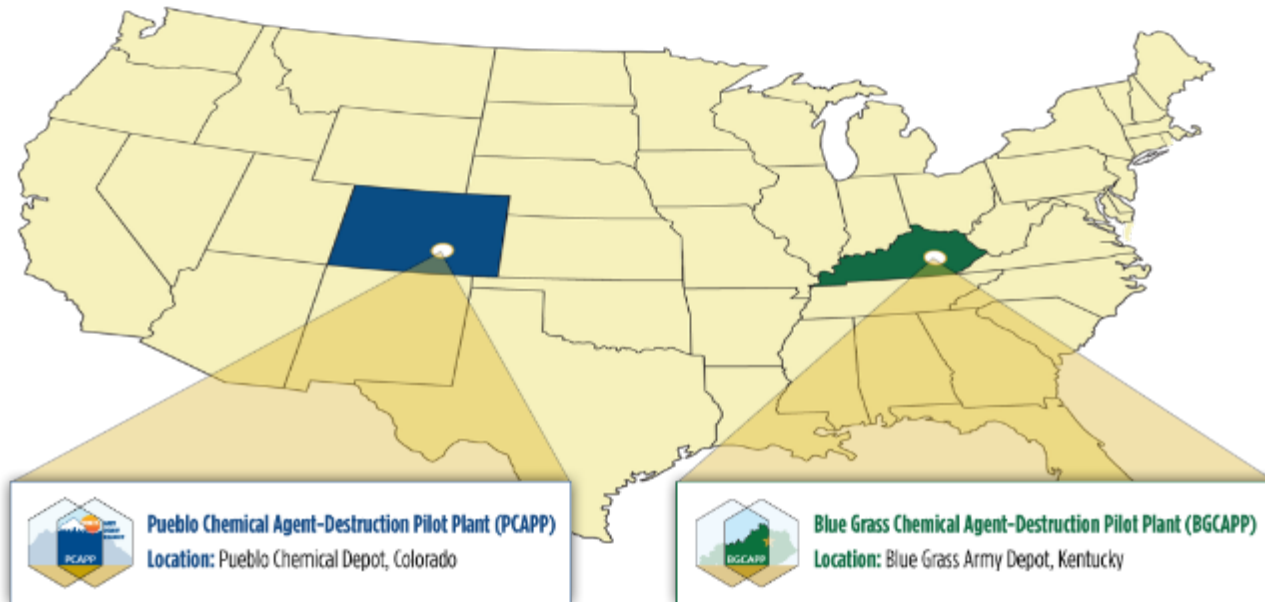 Pueblo Chemical Agent-Destruction Pilot Plant (PCAPP)
Location: Pueblo Chemical Depot, Colorado
PCAPP
Blue Grass Chemical Agent-Destruction Pilot Plant (BGCAPP)
Location: Blue Grass Army Depot, Kentucky
BGCAPP